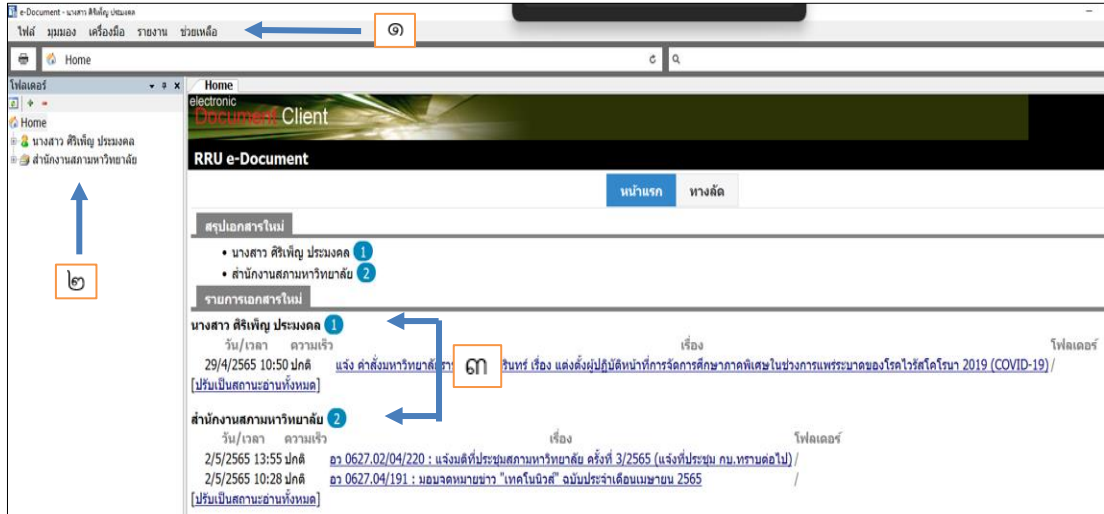 e-Document - นางสาว ศิริเพ็ญ ประมงคล
ไฟล์ มุมมอง เครื่องมือ รายงาน ช่วยเหลือ
๑
Home
โฟลเดอร์
Home
Home
นางสาว ศิริเพ็ญ ประมงคล
สำนักงานสภามหาวิทยาลัย
๒
electronic
Document Client
RRU e-Document
หน้าแรก ทางลัด
สรุปเอกสารใหม่
• นางสาว ศิริเพ็ญ ประมงคล 1
• สำนักงานสภามหาวิทยาลัย 2
รายการเอกสารใหม่
นางสาว ศิริเพ็ญ ประมงคล 1
วัน/เวลา ความเร็ว เรื่อง โฟลเดอร์
29/4/2565 10:50 ปกติ แจ้ง คำสั่งมหาวิทยาลัยรา รินทร์ เรื่อง แต่งตั้งผู้ปฏิบัติหน้าที่การจัดการศึกษาภาคพิเศษในช่วงการแพร่ระบาดของโรคไวรัสโคโรนา 2019 (COVID-19) /
[ปรับเป็นสถานะอ่านทั้งหมด]
๓
สำนักงานสภามหาวิทยาลัย 2
วัน/เวลา ความเร็ว เรื่อง โฟลเดอร์
2/5/2565 13:55 ปกติ อว 0627.02/04/220 : แจ้งมติที่ประชุมสภามหาวิทยาลัย ครั้งที่ 3/2565 (แจ้งที่ประชุม กบ.ทราบต่อไป) /
2/5/2565 10:28 ปกติ อว 0627.04/191 : มอบจดหมายข่าว "เทคโนนิวส์" ฉบับประจำเดือนเมษายน 2565 /
[ปรับเป็นสถานะอ่านทั้งหมด]